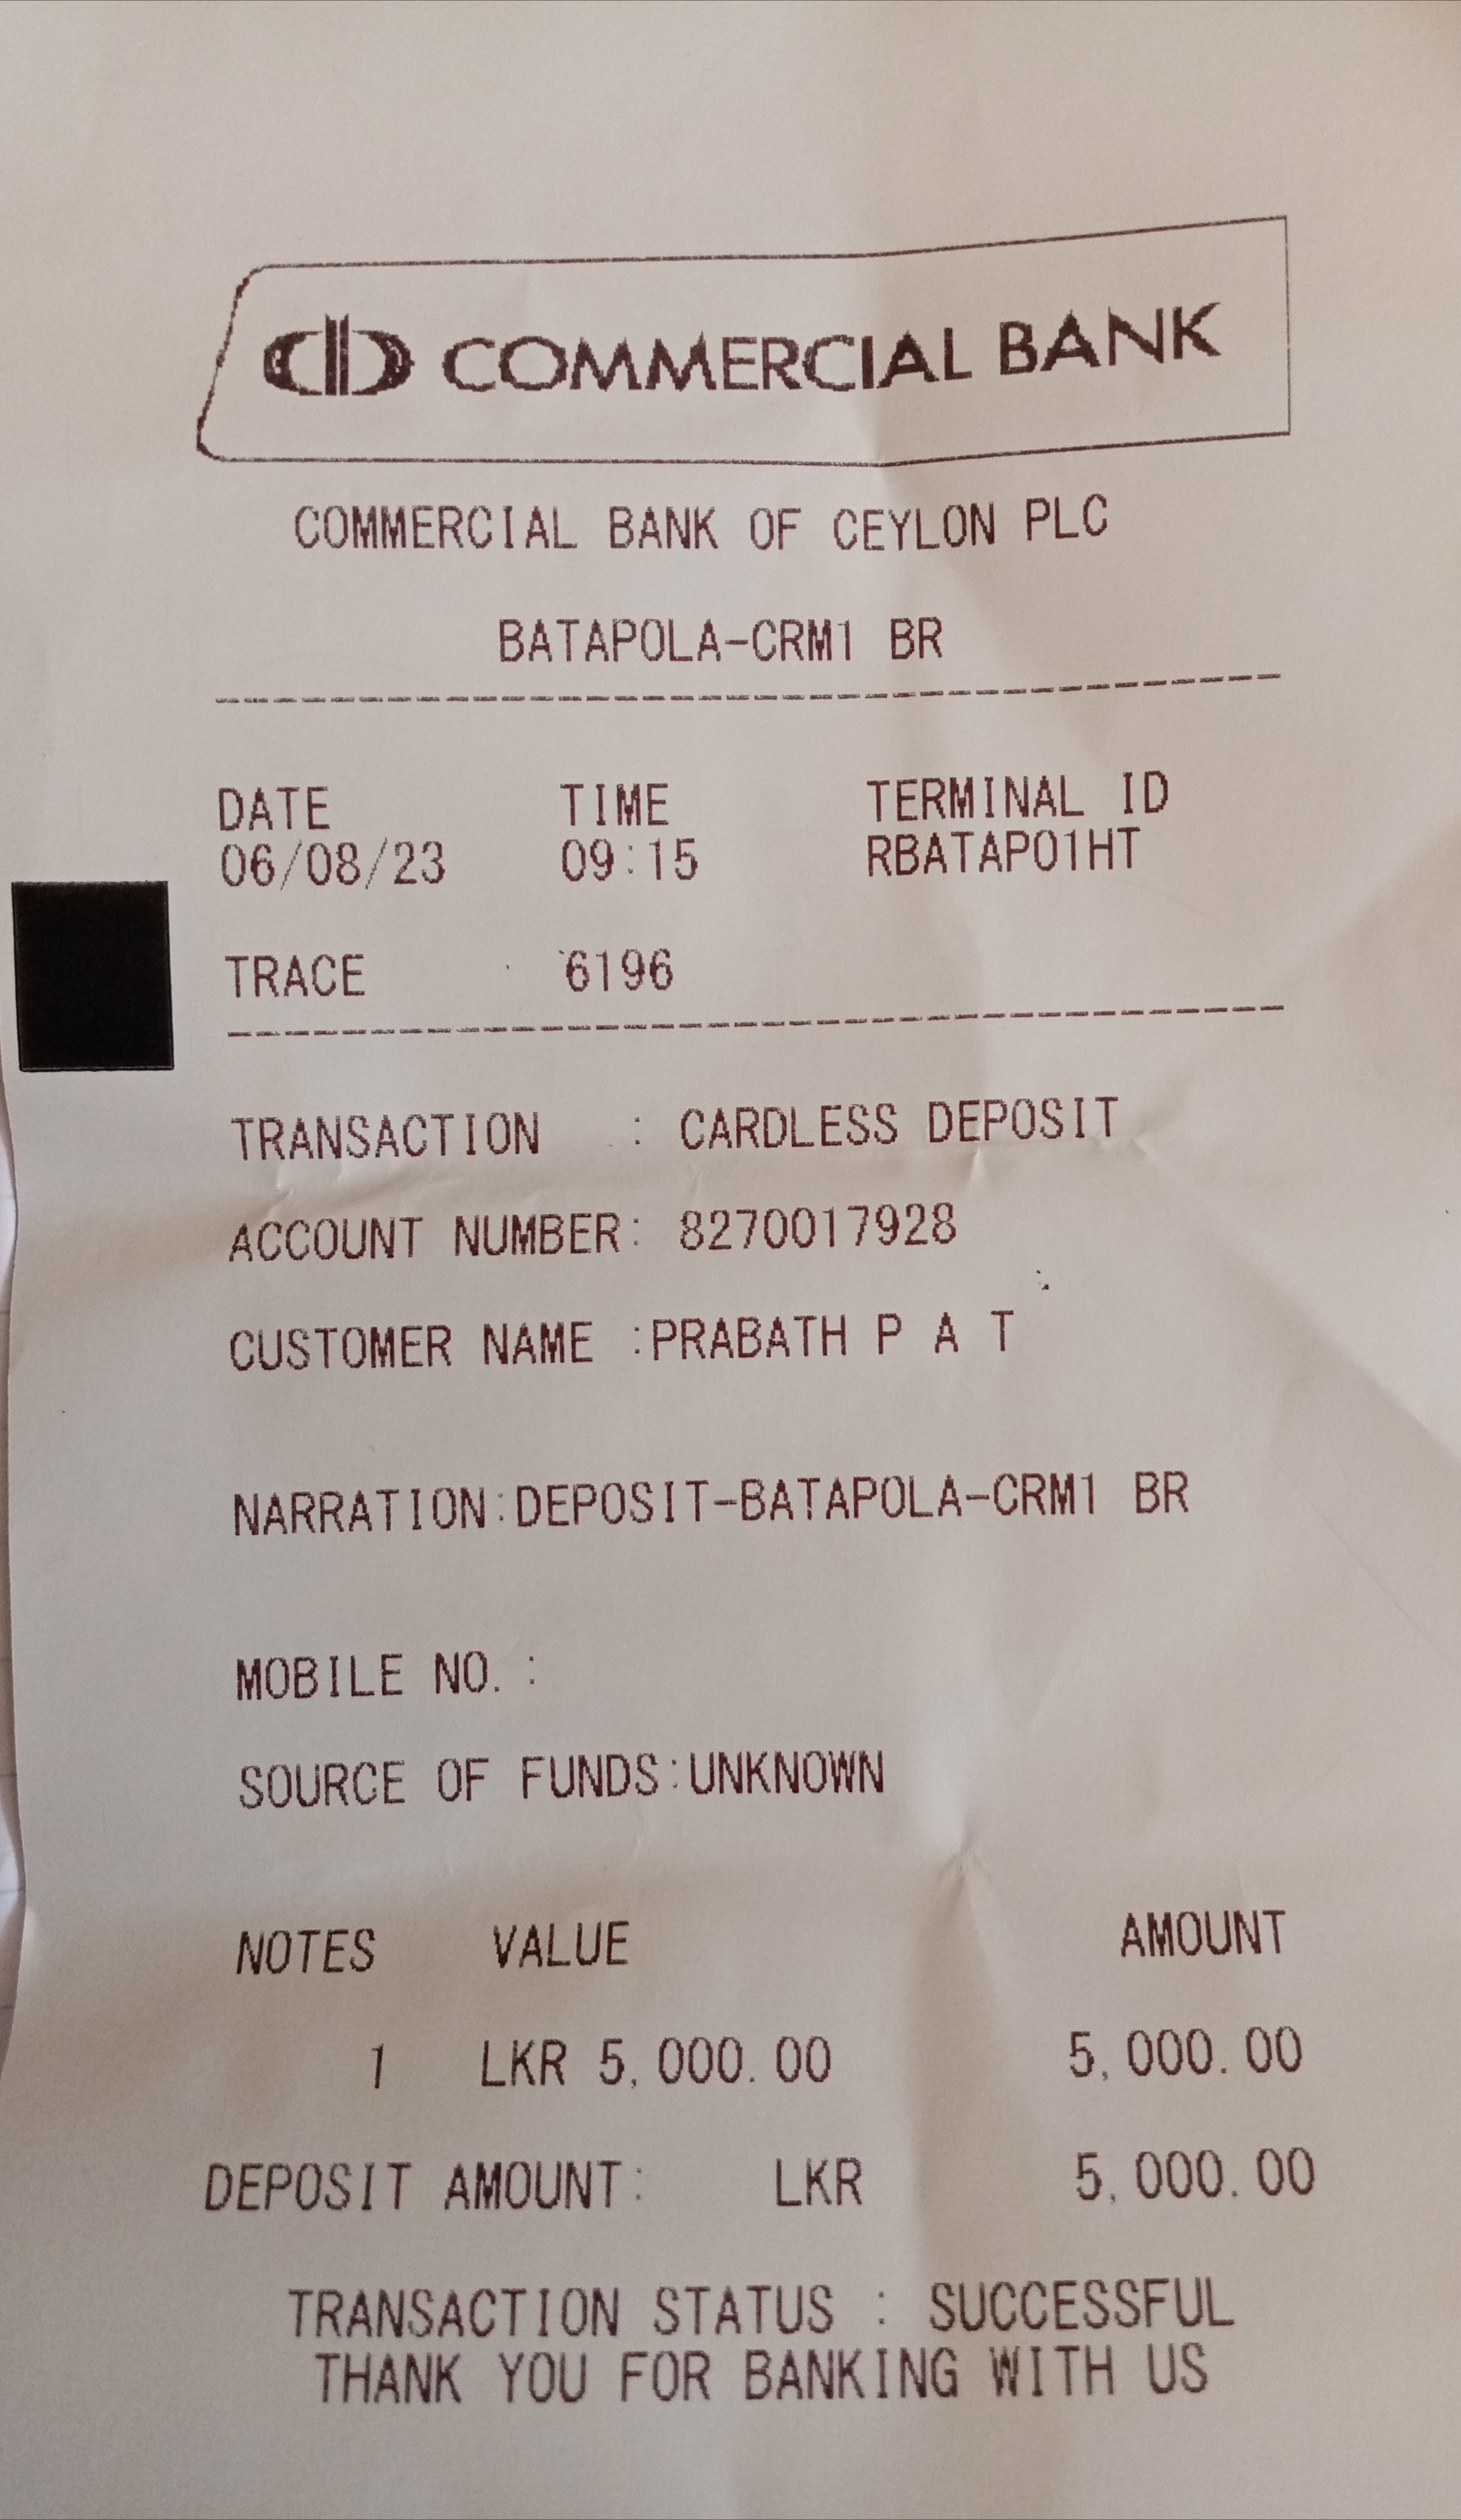 COMMERCIAL BANK
COMMERCIAL BANK OF CEYLON PLC
BATAPOLA-CRM1 BR
DATE TIME TERMINAL ID
06/08/23 09:15 RBATAP01HT
TRACE 6196
TRANSACTION : CARDLESS DEPOSIT
ACCOUNT NUMBER: 8270017928
CUSTOMER NAME :PRABATH P A T
NARRATION:DEPOSIT-BATAPOLA-CRM1 BR
MOBILE NO. :
SOURCE OF FUNDS:UNKNOWN
NOTES VALUE AMOUNT
1 LKR 5,000.00 5,000.00
DEPOSIT AMOUNT: LKR 5,000.00
TRANSACTION STATUS : SUCCESSFUL
THANK YOU FOR BANKING WITH US